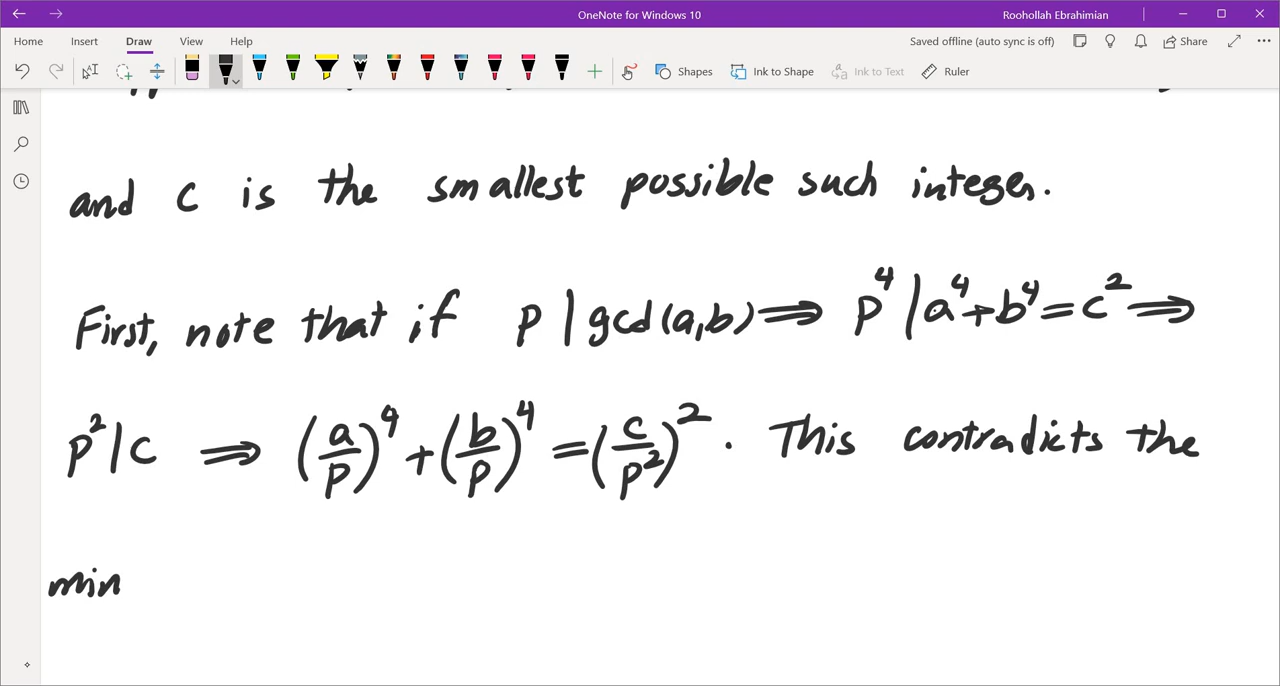 OneNote for Windows 10
Roohollah Ebrahimian
Home Insert Draw View Help
Saved offline (auto sync is off) Share
Shapes Ink to Shape Ink to Text Ruler
and c is the smallest possible such integer.
First, note that if p | gcd(a,b) ⟹ p⁴ | a⁴ + b⁴ = c² ⟹
p² | c ⟹ (a/p)⁴ + (b/p)⁴ = (c/p²)². This contradicts the
min